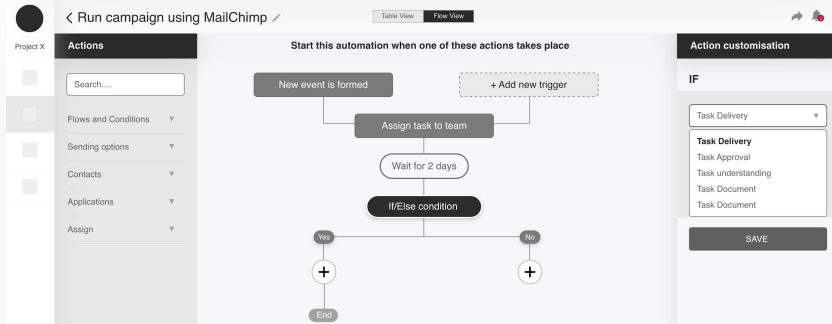 Run campaign using MailChimp
Table View
Flow View
Project X
Actions
Search....
Flows and Conditions
Sending options
Contacts
Applications
Assign
Start this automation when one of these actions takes place
New event is formed
+ Add new trigger
Assign task to team
Wait for 2 days
If/Else condition
Yes
No
+
+
End
Action customisation
IF
Task Delivery
Task Delivery
Task Approval
Task understanding
Task Document
Task Document
SAVE